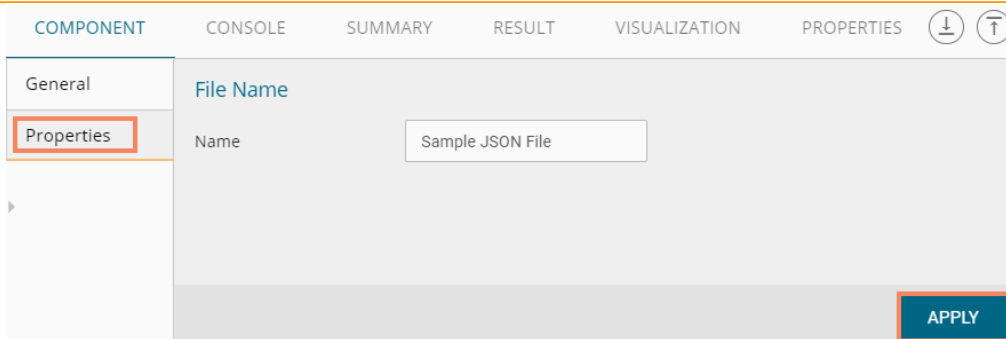 COMPONENT CONSOLE SUMMARY RESULT VISUALIZATION PROPERTIES
General
File Name
Properties
Name Sample JSON File
APPLY